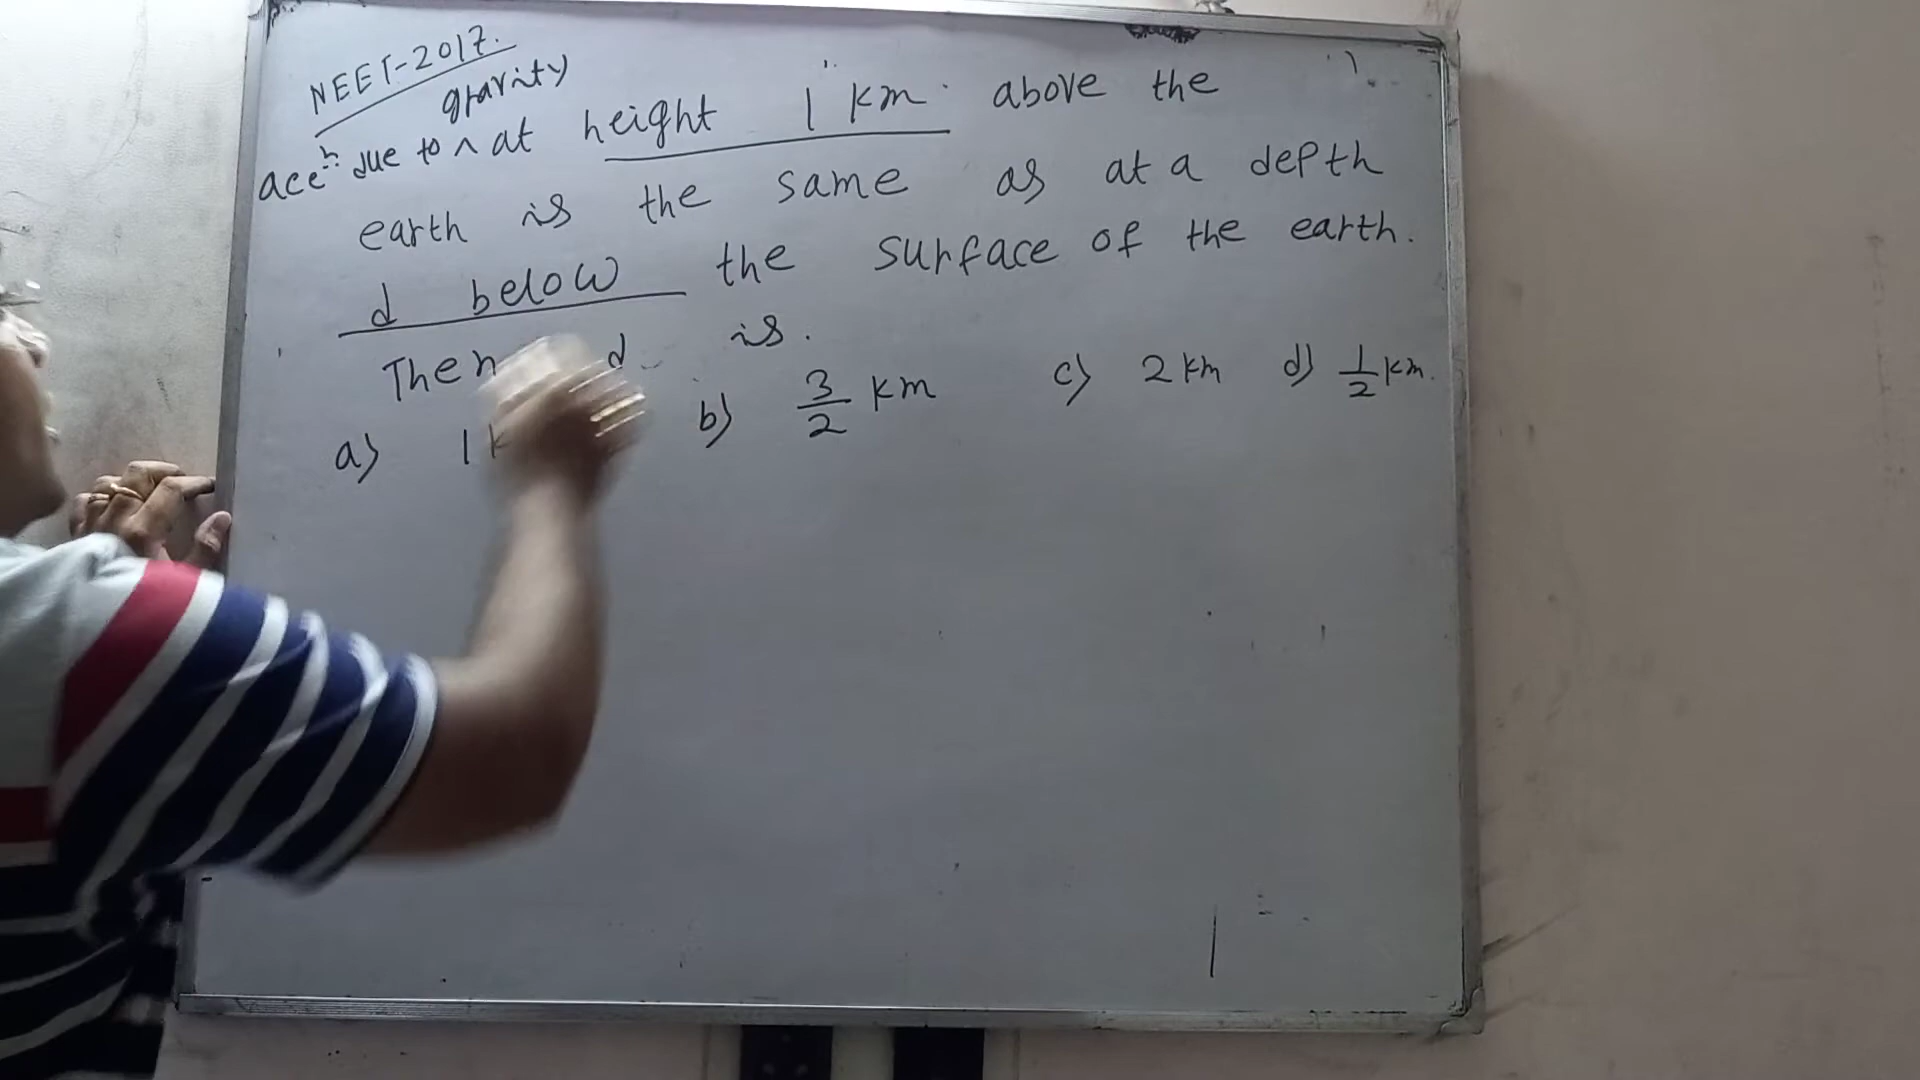 NEET-2017.
gravity
accⁿ due to ^ at height 1 km. above the
earth is the same as at a depth
d below the surface of the earth.
Then d is.
a) 1 k b) 3/2 km c) 2 km d) 1/2 km.